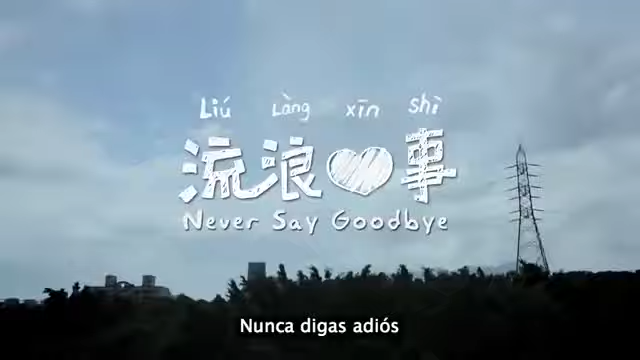 Liú Làng xīn shì
流浪♡事
Never Say Goodbye
Nunca digas adiós